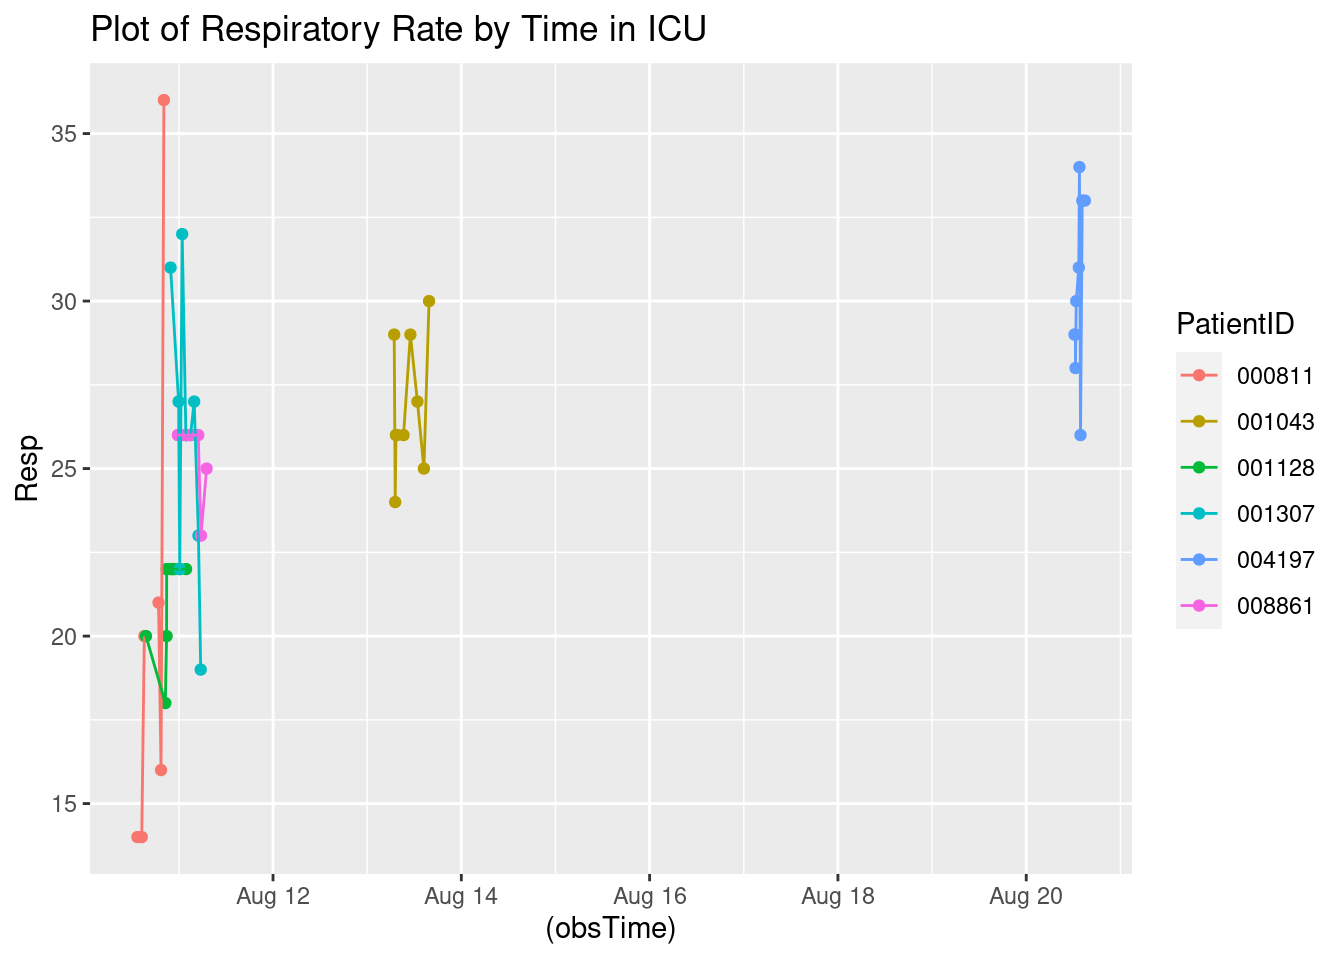 Plot of Respiratory Rate by Time in ICU
35
30
25
20
15
Resp
Aug 12
Aug 14
Aug 16
Aug 18
Aug 20
(obsTime)
PatientID
000811
001043
001128
001307
004197
008861